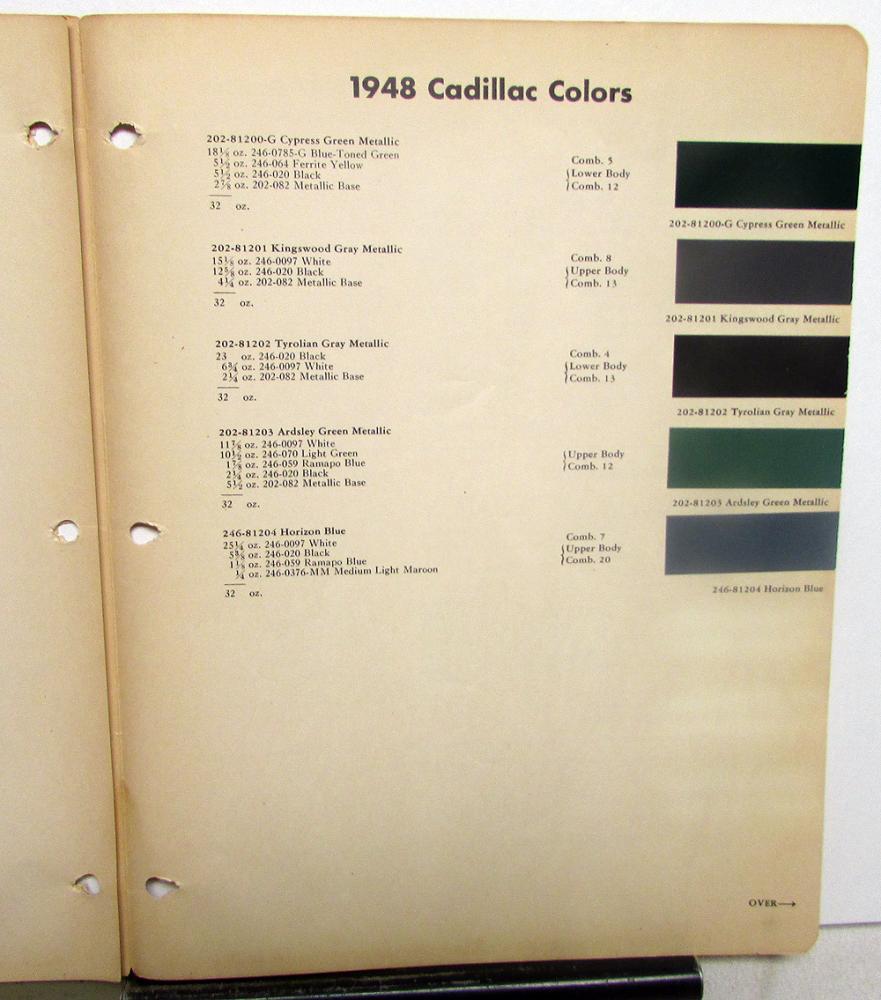 1948 Cadillac Colors
202-81200-G Cypress Green Metallic
18⅛ oz. 246-0785-G Blue-Toned Green
5½ oz. 246-064 Ferrite Yellow
5½ oz. 246-020 Black
2⅞ oz. 202-082 Metallic Base
32 oz.
Comb. 5
Lower Body
Comb. 12
202-81200-G Cypress Green Metallic
202-81201 Kingswood Gray Metallic
15⅛ oz. 246-0097 White
12⅝ oz. 246-020 Black
4¼ oz. 202-082 Metallic Base
32 oz.
Comb. 8
Upper Body
Comb. 13
202-81201 Kingswood Gray Metallic
202-81202 Tyrolian Gray Metallic
23 oz. 246-020 Black
6¾ oz. 246-0097 White
2¼ oz. 202-082 Metallic Base
32 oz.
Comb. 4
Lower Body
Comb. 13
202-81202 Tyrolian Gray Metallic
202-81203 Ardsley Green Metallic
11⅞ oz. 246-0097 White
10½ oz. 246-070 Light Green
1⅞ oz. 246-059 Ramapo Blue
2¼ oz. 246-020 Black
5½ oz. 202-082 Metallic Base
32 oz.
Upper Body
Comb. 12
202-81203 Ardsley Green Metallic
246-81204 Horizon Blue
25¼ oz. 246-0097 White
5⅜ oz. 246-020 Black
1⅛ oz. 246-059 Ramapo Blue
¼ oz. 246-0376-MM Medium Light Maroon
32 oz.
Comb. 7
Upper Body
Comb. 20
246-81204 Horizon Blue
OVER→